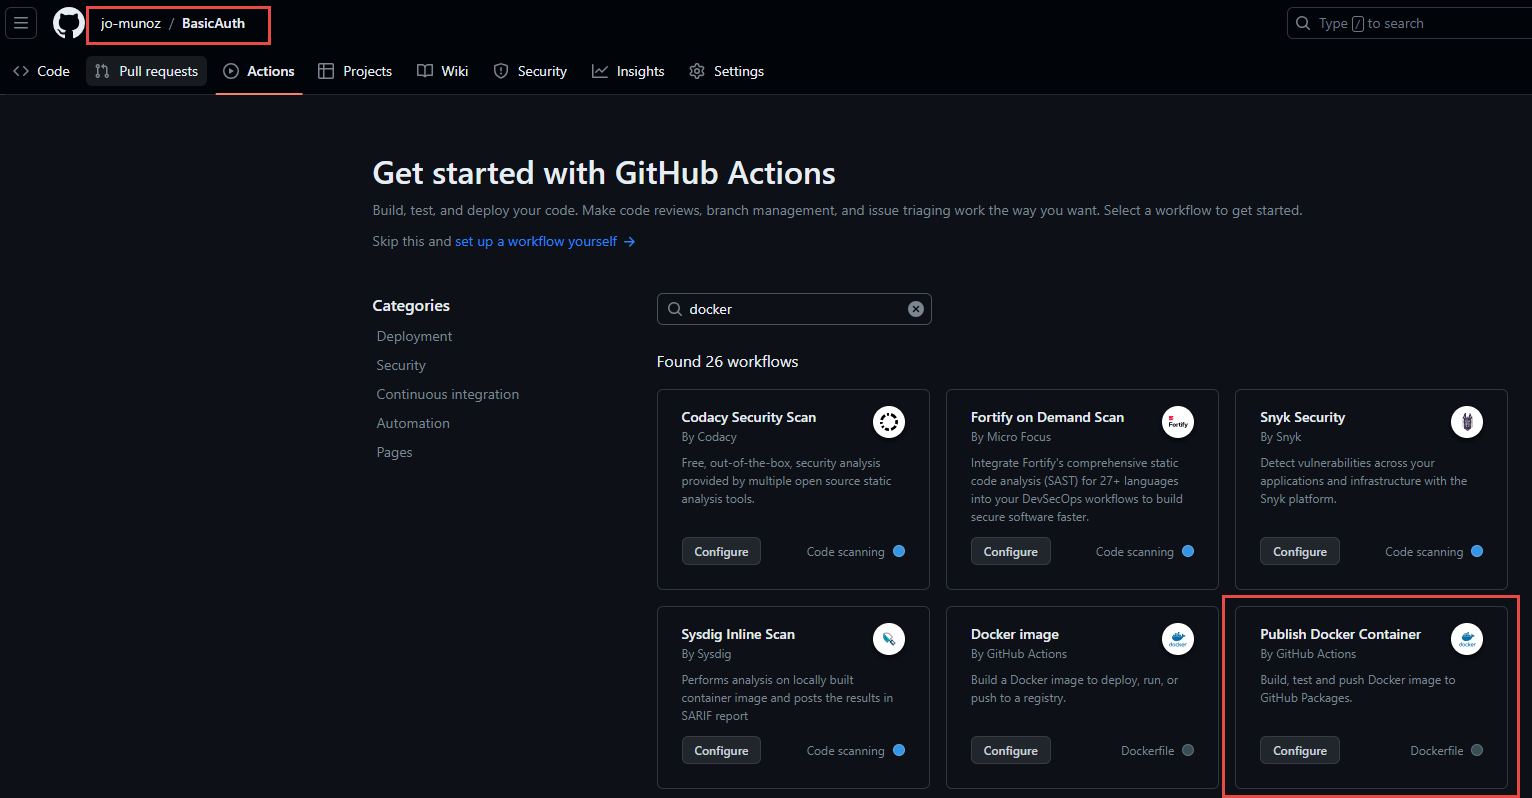 jo-munoz / BasicAuth
Type / to search
Code Pull requests Actions Projects Wiki Security Insights Settings
Get started with GitHub Actions
Build, test, and deploy your code. Make code reviews, branch management, and issue triaging work the way you want. Select a workflow to get started.
Skip this and set up a workflow yourself →
Categories
Deployment
Security
Continuous integration
Automation
Pages
docker
Found 26 workflows
Codacy Security Scan
By Codacy
Free, out-of-the-box, security analysis
provided by multiple open source static
analysis tools.
Configure Code scanning
Fortify on Demand Scan
Fortify
By Micro Focus
Integrate Fortify's comprehensive static
code analysis (SAST) for 27+ languages
into your DevSecOps workflows to build
secure software faster.
Configure Code scanning
Snyk Security
By Snyk
Detect vulnerabilities across your
applications and infrastructure with the
Snyk platform.
Configure Code scanning
Sysdig Inline Scan
By Sysdig
Performs analysis on locally built
container image and posts the results in
SARIF report
Configure Code scanning
Docker image
docker
By GitHub Actions
Build a Docker image to deploy, run, or
push to a registry.
Configure Dockerfile
Publish Docker Container
docker
By GitHub Actions
Build, test and push Docker image to
GitHub Packages.
Configure Dockerfile